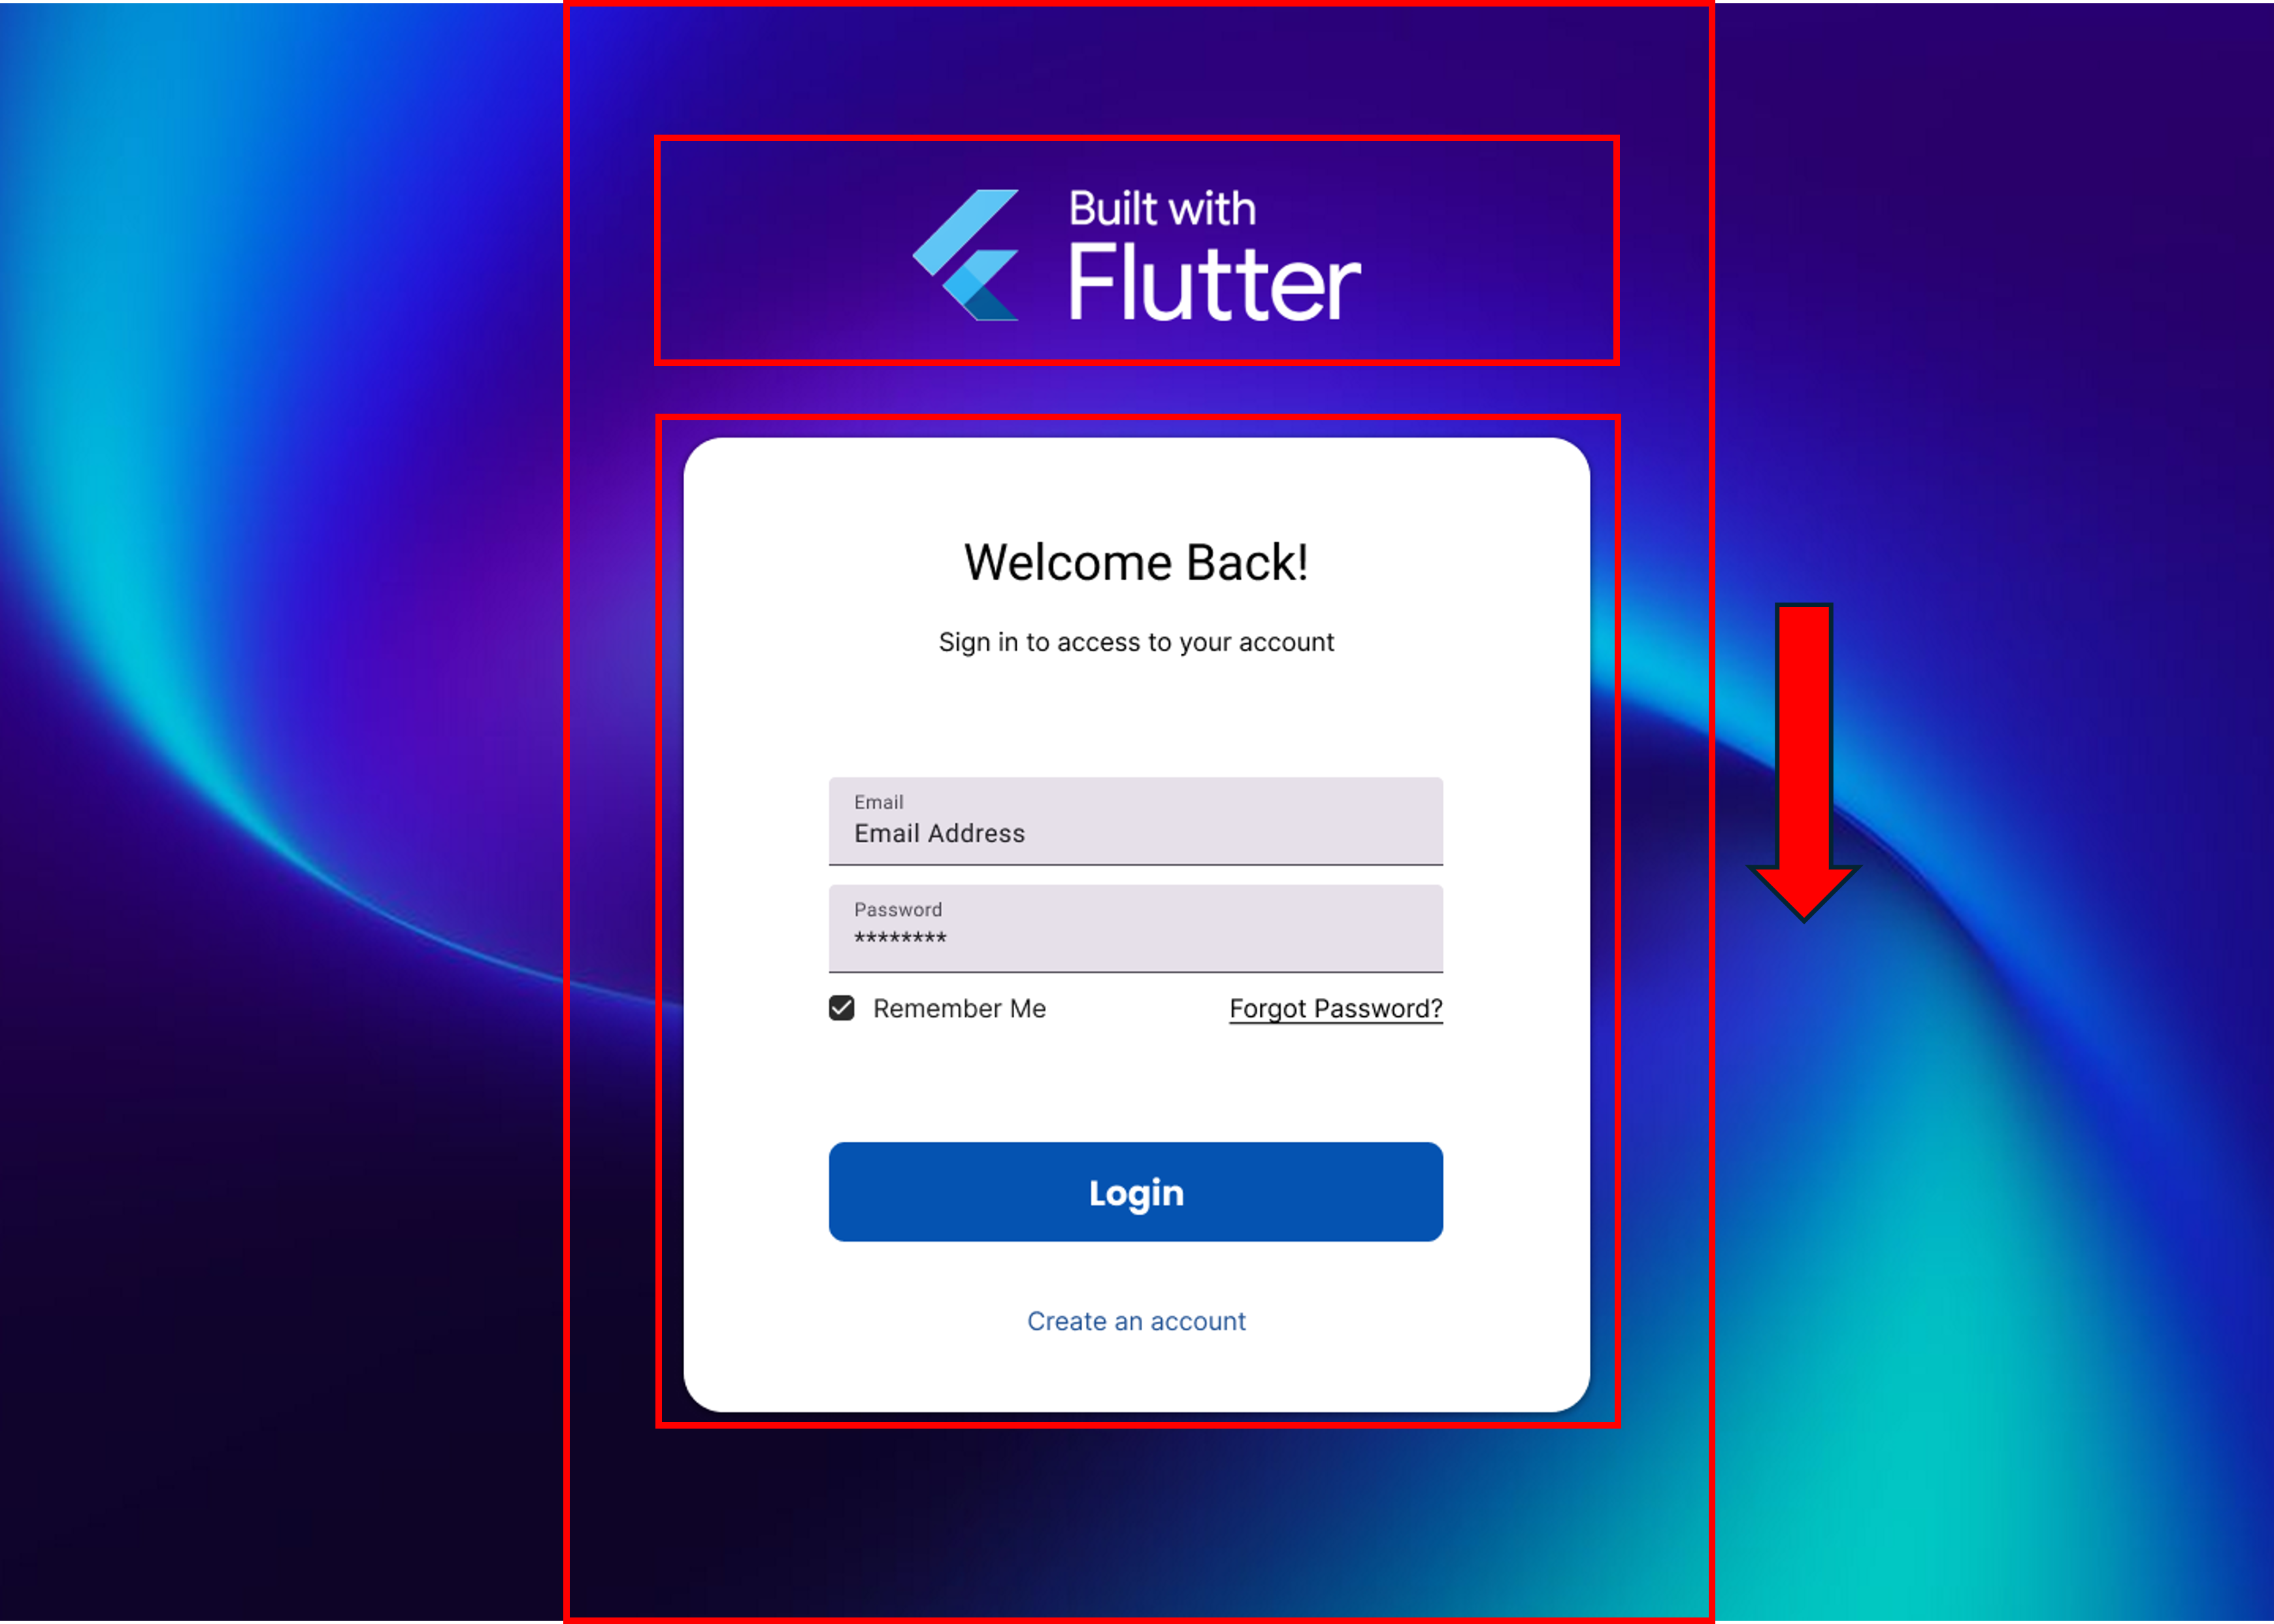 Built with
Flutter
Welcome Back!
Sign in to access to your account
Email
Email Address
Password
********
Remember Me
Forgot Password?
Login
Create an account